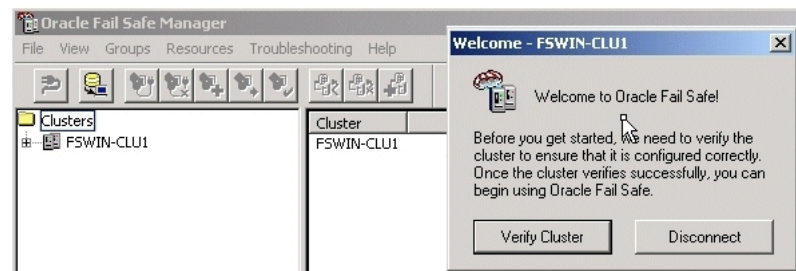 Oracle Fail Safe Manager
File View Groups Resources Troubleshooting Help
Clusters
FSWIN-CLU1
Cluster
FSWIN-CLU1
Welcome - FSWIN-CLU1
Welcome to Oracle Fail Safe!
Before you get started, we need to verify the
cluster to ensure that it is configured correctly.
Once the cluster verifies successfully, you can
begin using Oracle Fail Safe.
Verify Cluster
Disconnect